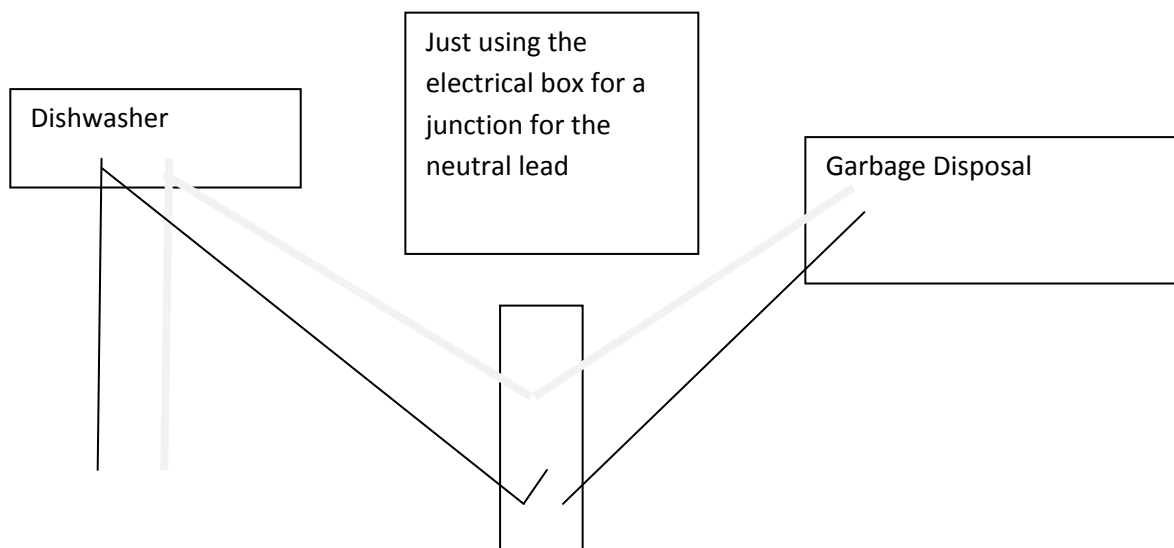 Dishwasher
Just using the
electrical box for a
junction for the
neutral lead
Garbage Disposal